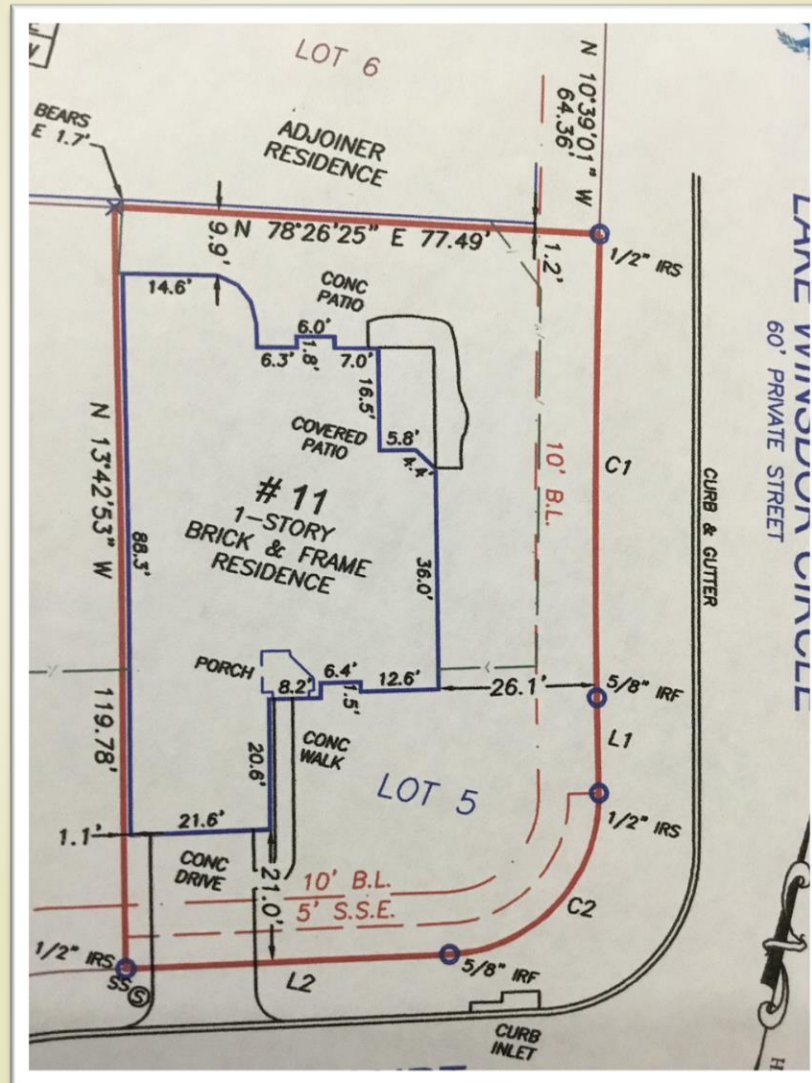 LOT 6
N 10°39'01" W
64.36'
BEARS
E 1.7'
ADJOINER
RESIDENCE
N 78°26'25" E 77.49'
9.9'
1.2'
1/2" IRS
LAKE WINDSOR CIRCLE
60' PRIVATE STREET
14.6'
CONC
PATIO
6.0'
6.3'
1.8'
7.0'
16.5'
COVERED
PATIO
5.8'
4.4'
10' B.L.
C1
CURB & GUTTER
N 13°42'53" W
119.78'
88.3'
# 11
1-STORY
BRICK & FRAME
RESIDENCE
36.0'
PORCH
8.2'
6.4'
1.5'
12.6'
26.1'
5/8" IRF
L1
20.6'
CONC
WALK
LOT 5
1/2" IRS
1.1'
21.6'
CONC
DRIVE
21.0'
10' B.L.
5' S.S.E.
C2
1/2" IRS
SS
S
L2
5/8" IRF
CURB
INLET